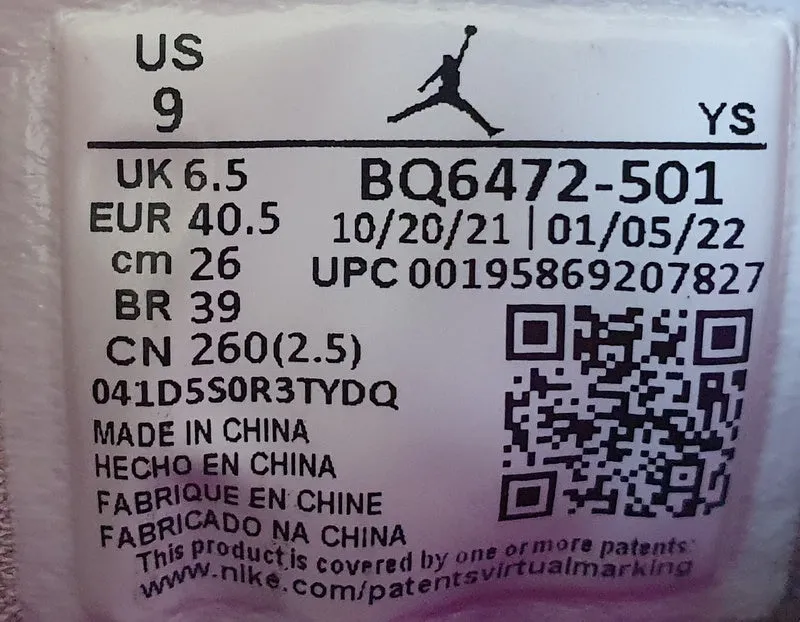 US
9
YS
UK 6.5
EUR 40.5
cm 26
BR 39
CN 260(2.5)
BQ6472-501
10/20/21 | 01/05/22
UPC 00195869207827
041D5S0R3TYDQ
MADE IN CHINA
HECHO EN CHINA
FABRIQUE EN CHINE
FABRICADO NA CHINA
This product is covered by one or more patents:
www.nike.com/patentsvirtualmarking